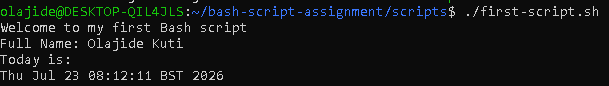 olajide@DESKTOP-QIL4JLS:~/bash-script-assignment/scripts$ ./first-script.sh
Welcome to my first Bash script
Full Name: Olajide Kuti
Today is:
Thu Jul 23 08:12:11 BST 2026